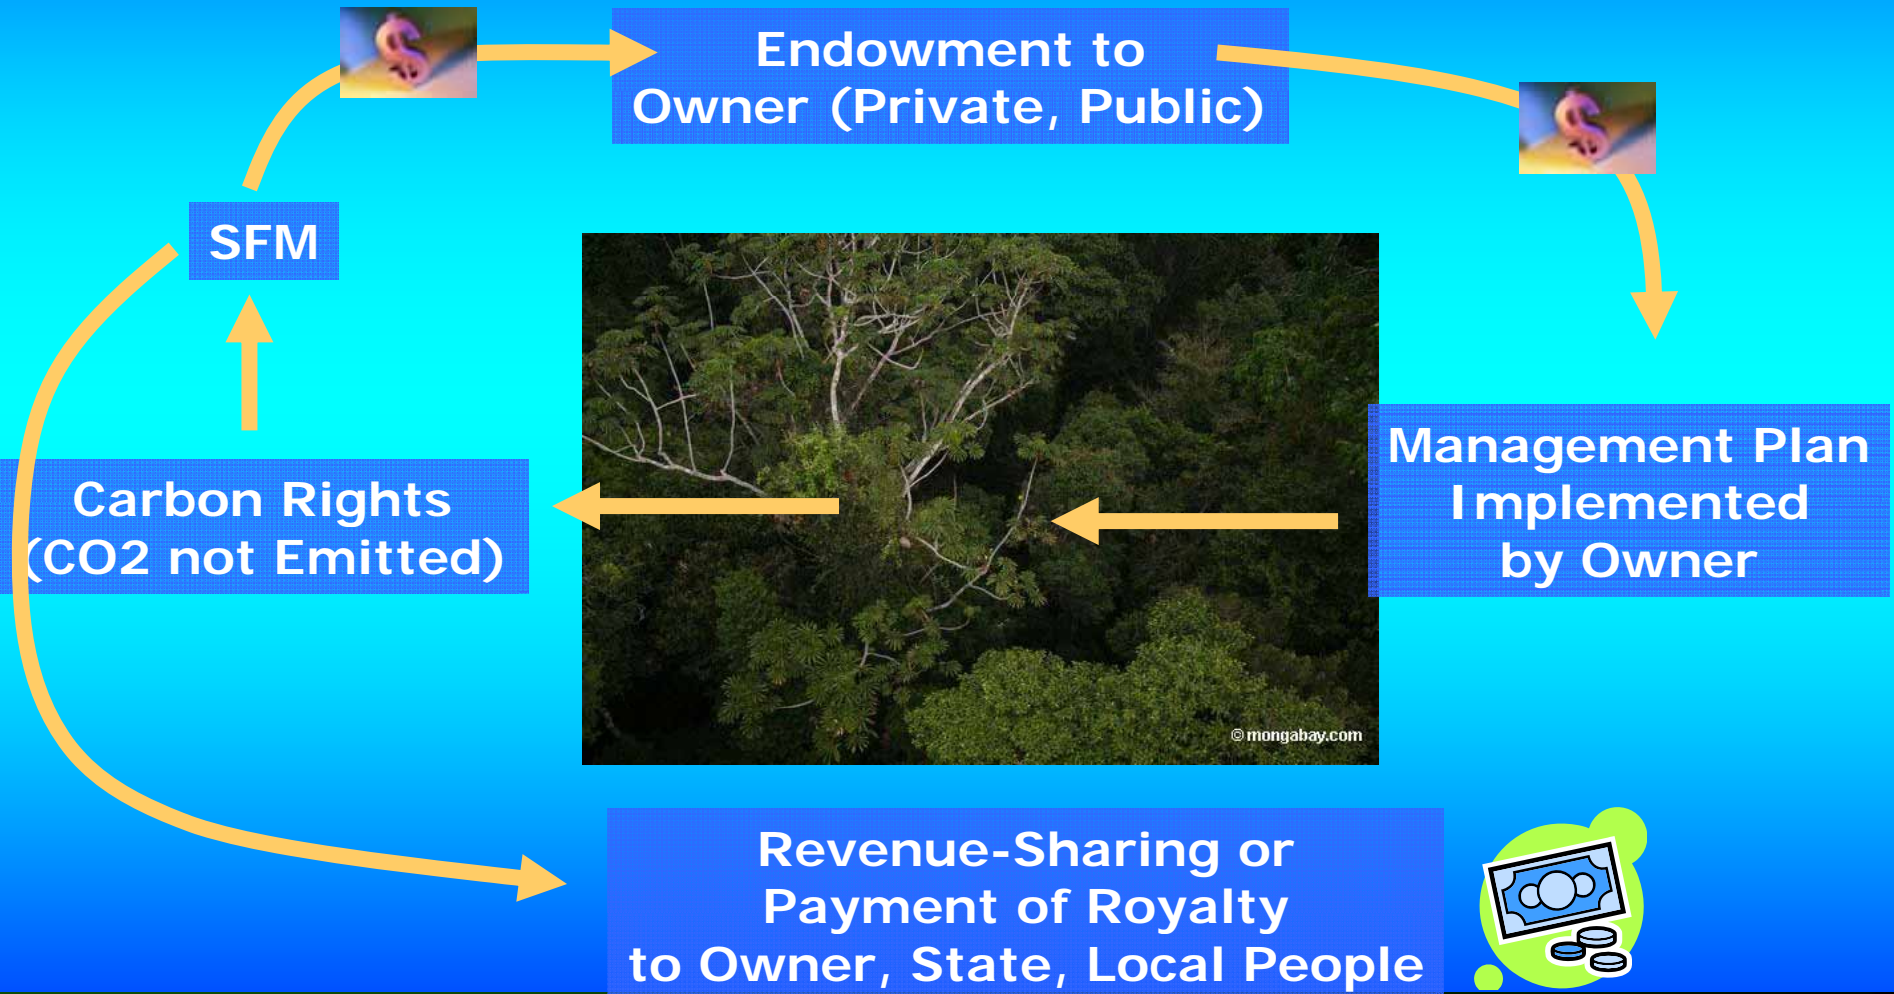 Endowment to
Owner (Private, Public)
SFM
Management Plan
Implemented
by Owner
Carbon Rights
(CO2 not Emitted)
© mongabay.com
Revenue-Sharing or
Payment of Royalty
to Owner, State, Local People